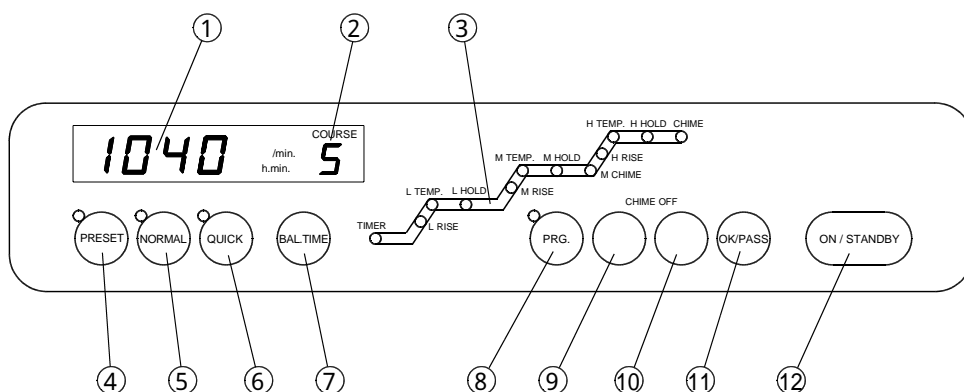 1 2 3
COURSE
1040 /min. h.min. 5
H TEMP. H HOLD CHIME
M TEMP. M HOLD H RISE
M CHIME
L TEMP. L HOLD M RISE
TIMER L RISE
CHIME OFF
PRESET NORMAL QUICK BAL.TIME PRG. OK/PASS ON / STANDBY
4 5 6 7 8 9 10 11 12